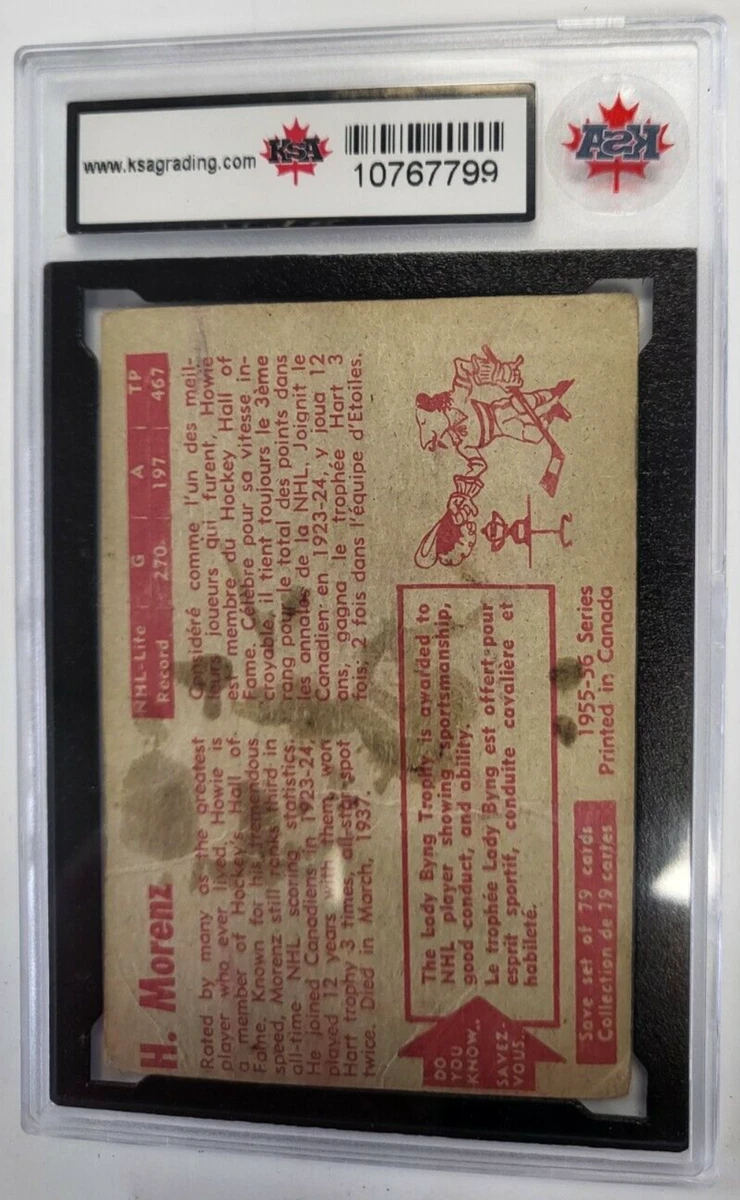 www.ksagrading.com KSA
10767799
KSA
H. Morenz
NHL-Life G A TP
Record 270 197 467
Rated by many as the greatest
player who ever lived, Howie is
a member of Hockey's Hall of
Fame. Known for his tremendous
speed, Morenz still ranks third in
all-time NHL scoring statistics.
He joined Canadiens in 1923-24,
played 12 years with them, won
Hart trophy 3 times, all-star spot
twice. Died in March, 1937.
Considéré comme l'un des meil-
leurs joueurs qui furent, Howie
est membre du Hockey Hall of
Fame. Célèbre pour sa vitesse in-
croyable, il tient toujours le 3ème
rang pour le total des points dans
les annales de la NHL. Joignit le
Canadien en 1923-24, y joua 12
ans, gagna le trophée Hart 3
fois, 2 fois dans l'équipe d'Etoiles.
DO
YOU
KNOW..
SAVEZ-
VOUS..
The Lady Byng Trophy is awarded to
NHL player showing sportsmanship,
good conduct, and ability.
Le trophée Lady Byng est offert pour
esprit sportif, conduite cavalière et
habileté.
Save set of 79 cards
Collection de 79 cartes
1955-56 Series
Printed in Canada